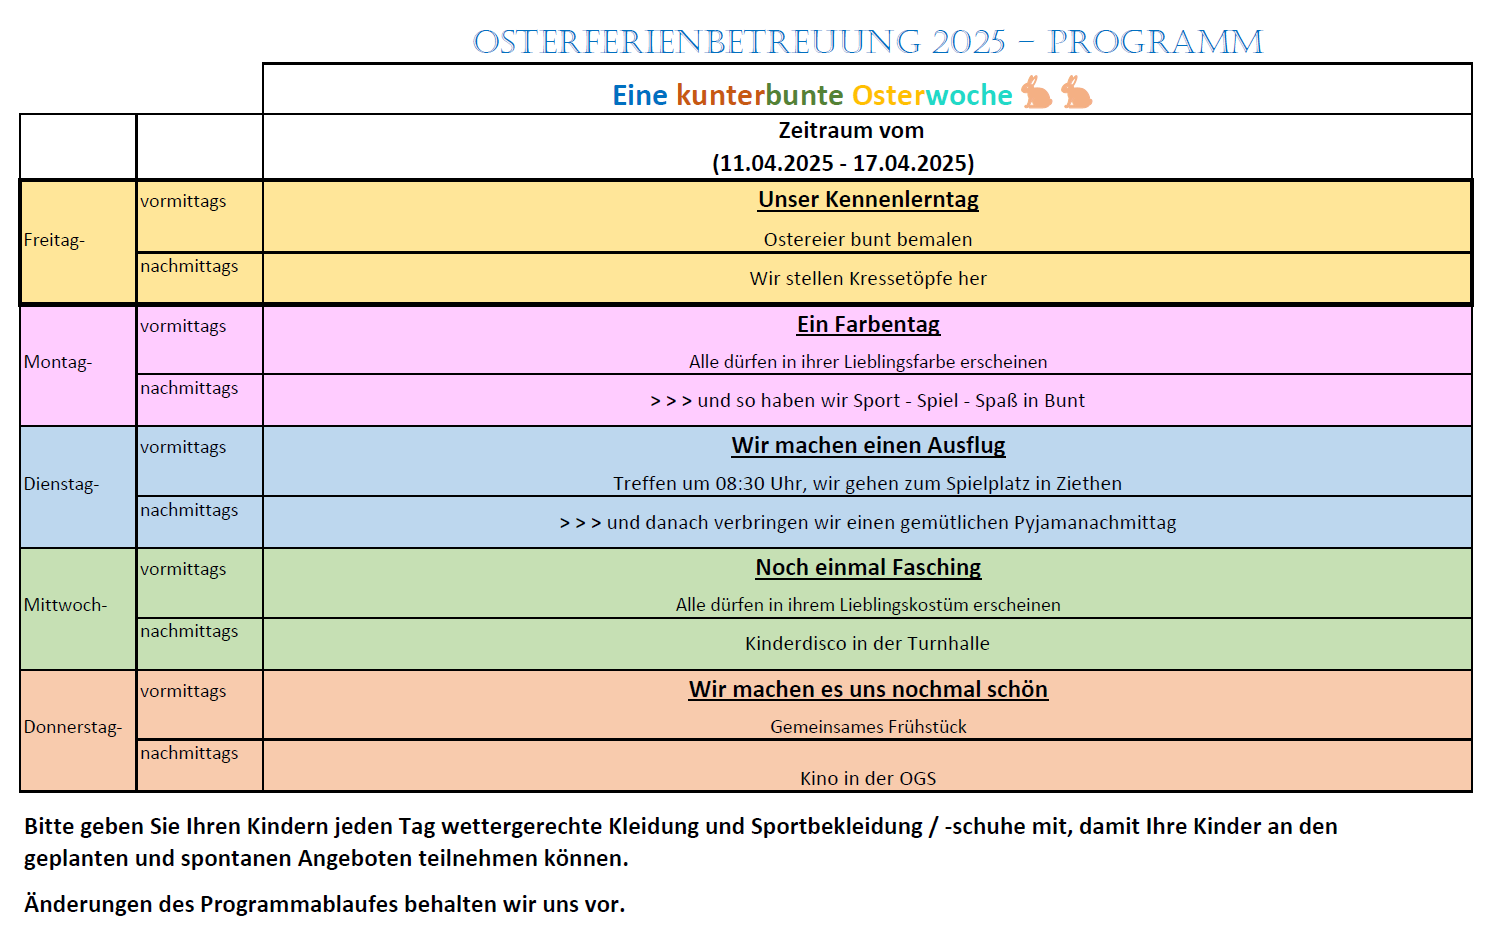 OSTERFERIENBETREUUNG 2025 – PROGRAMM
Eine kunterbunte Osterwoche
Zeitraum vom
(11.04.2025 - 17.04.2025)
Freitag-
vormittags
Unser Kennenlerntag
Ostereier bunt bemalen
nachmittags
Wir stellen Kressetöpfe her
Montag-
vormittags
Ein Farbentag
Alle dürfen in ihrer Lieblingsfarbe erscheinen
nachmittags
> > > und so haben wir Sport - Spiel - Spaß in Bunt
Dienstag-
vormittags
Wir machen einen Ausflug
Treffen um 08:30 Uhr, wir gehen zum Spielplatz in Ziethen
nachmittags
> > > und danach verbringen wir einen gemütlichen Pyjamanachmittag
Mittwoch-
vormittags
Noch einmal Fasching
Alle dürfen in ihrem Lieblingskostüm erscheinen
nachmittags
Kinderdisco in der Turnhalle
Donnerstag-
vormittags
Wir machen es uns nochmal schön
Gemeinsames Frühstück
nachmittags
Kino in der OGS
Bitte geben Sie Ihren Kindern jeden Tag wettergerechte Kleidung und Sportbekleidung / -schuhe mit, damit Ihre Kinder an den
geplanten und spontanen Angeboten teilnehmen können.
Änderungen des Programmablaufes behalten wir uns vor.